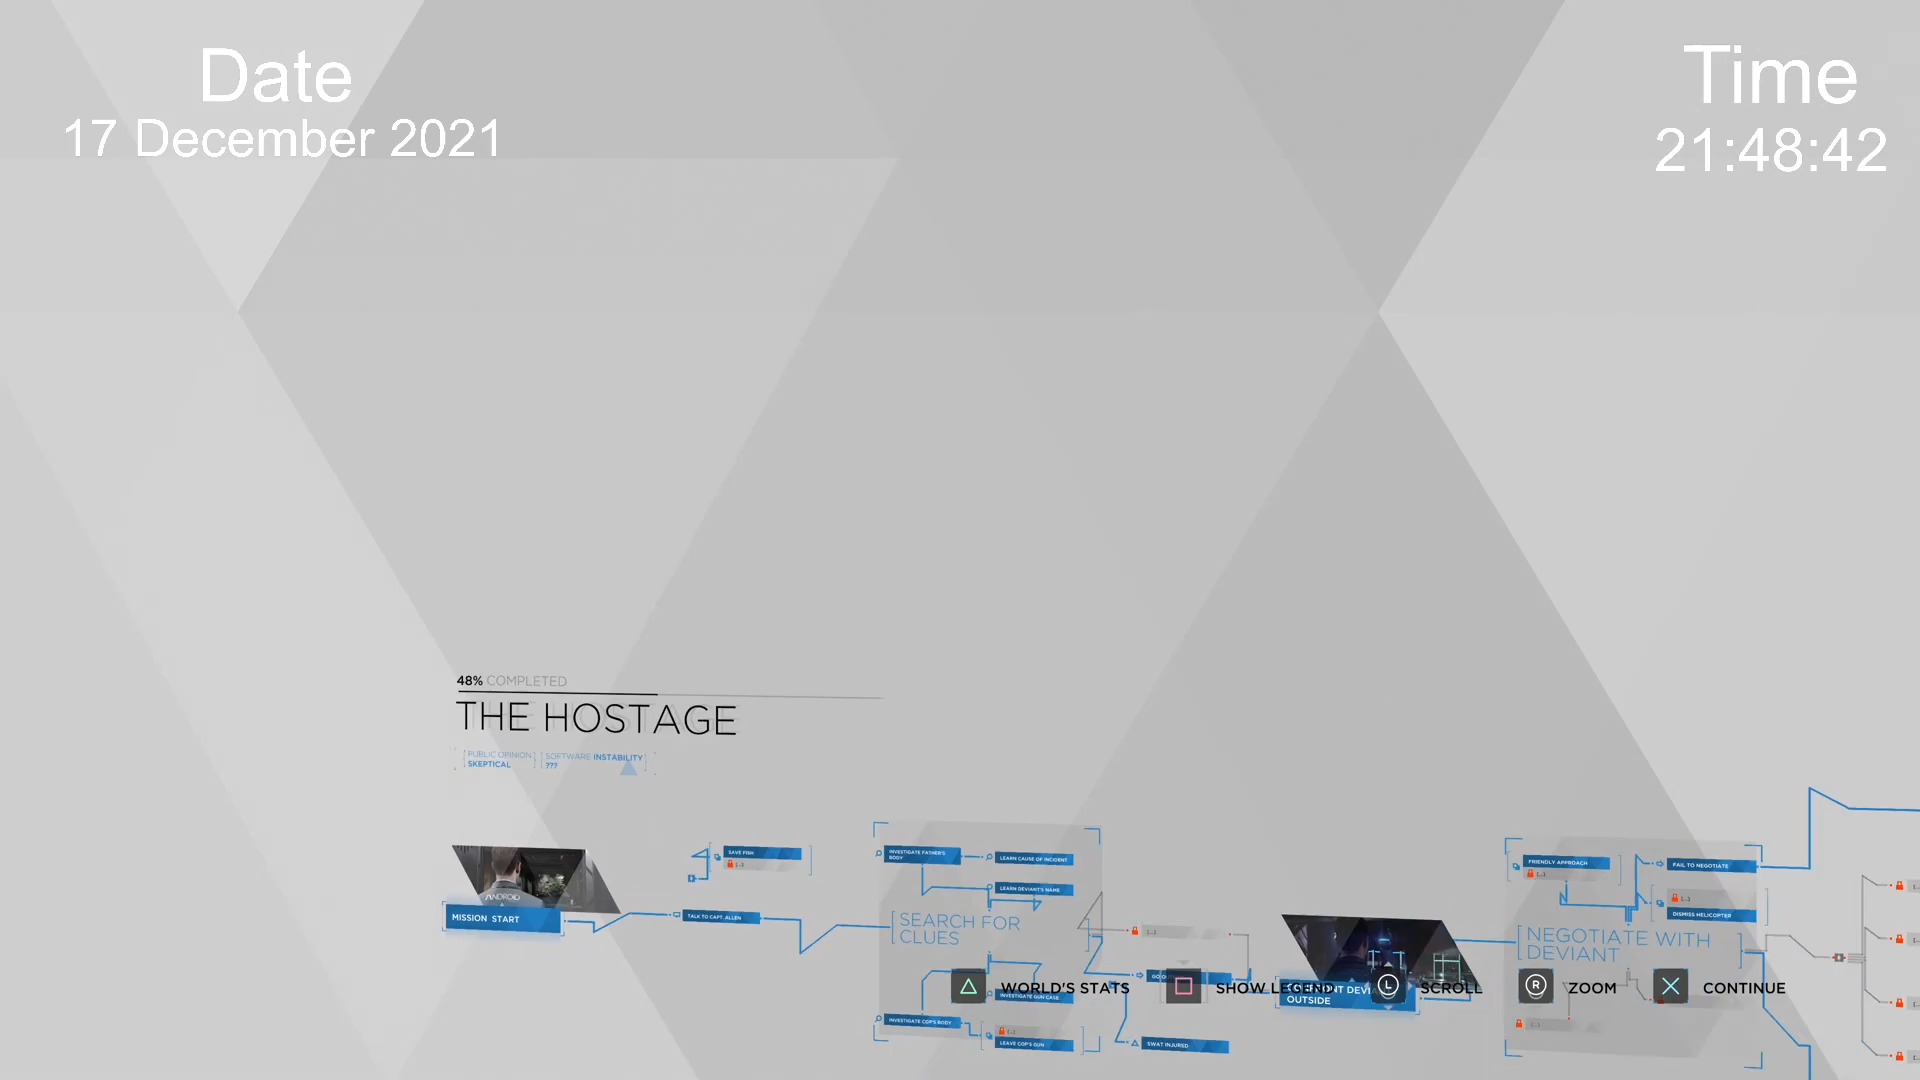 Date
17 December 2021
Time
21:48:42
48% COMPLETED
THE HOSTAGE
PUBLIC OPINION
SKEPTICAL
SOFTWARE INSTABILITY
???
ANDROID
MISSION START
SAVE FISH
[...]
TALK TO CAPT. ALLEN
INVESTIGATE FATHER'S
BODY
LEARN CAUSE OF INCIDENT
LEARN DEVIANT'S NAME
SEARCH FOR
CLUES
INVESTIGATE GUN CASE
INVESTIGATE COP'S BODY
[...]
LEAVE COP'S GUN
[...]
SWAT INJURED
OUTSIDE
FRIENDLY APPROACH
[...]
FAIL TO NEGOTIATE
[...]
DISMISS HELICOPTER
NEGOTIATE WITH
DEVIANT
[...]
WORLD'S STATS
SHOW LEGEND
L
SCROLL
R
ZOOM
CONTINUE